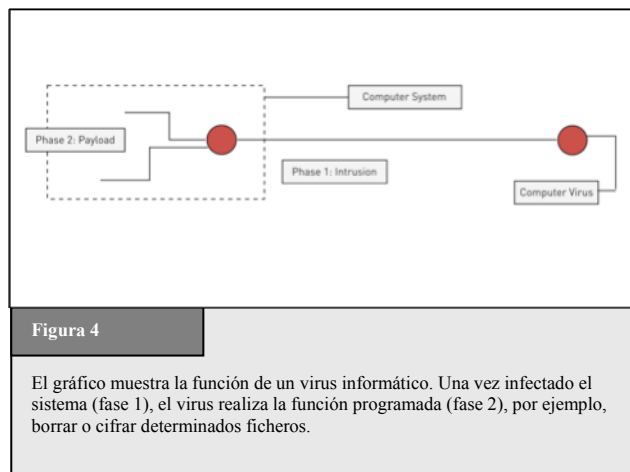 Computer System
Phase 2: Payload
Phase 1: Intrusion
Computer Virus
Figura 4
El gráfico muestra la función de un virus informático. Una vez infectado el
sistema (fase 1), el virus realiza la función programada (fase 2), por ejemplo,
borrar o cifrar determinados ficheros.